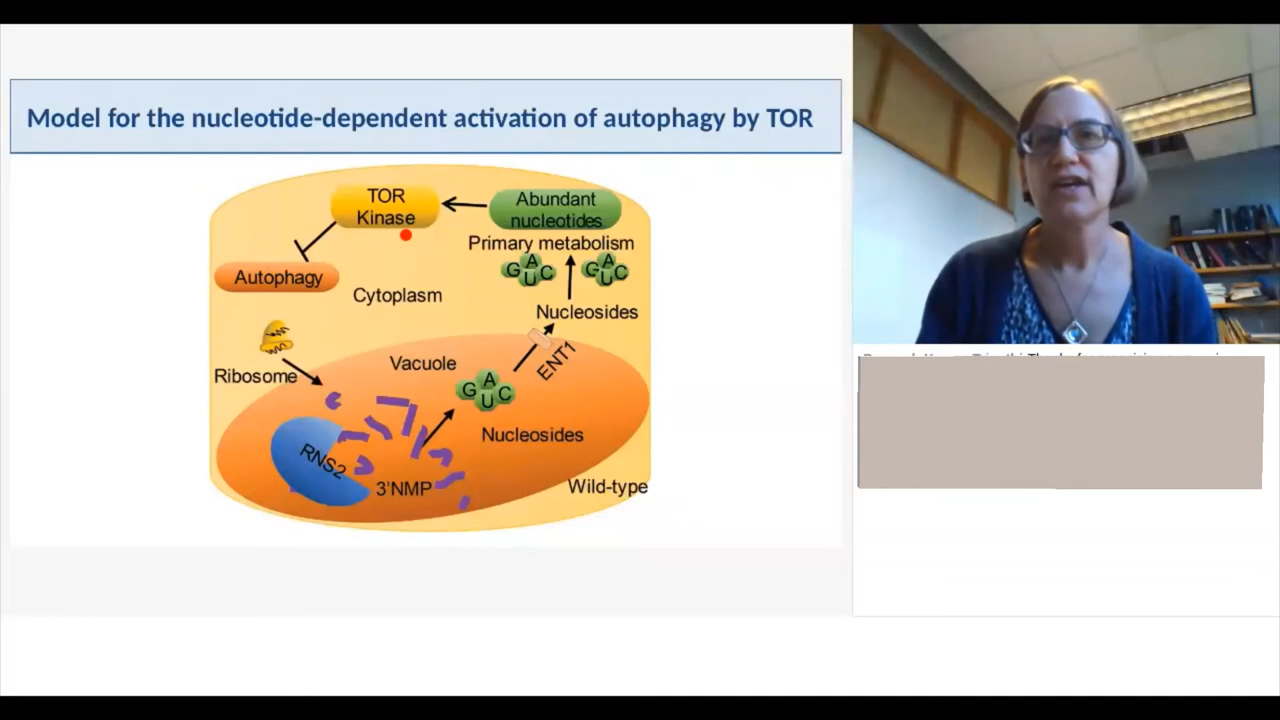 Model for the nucleotide-dependent activation of autophagy by TOR
TOR
Kinase
Abundant
nucleotides
Primary metabolism
G A U C
G A U C
Autophagy
Cytoplasm
Nucleosides
ENT1
Vacuole
Ribosome
G A U C
Nucleosides
RNS2
3'NMP
Wild-type